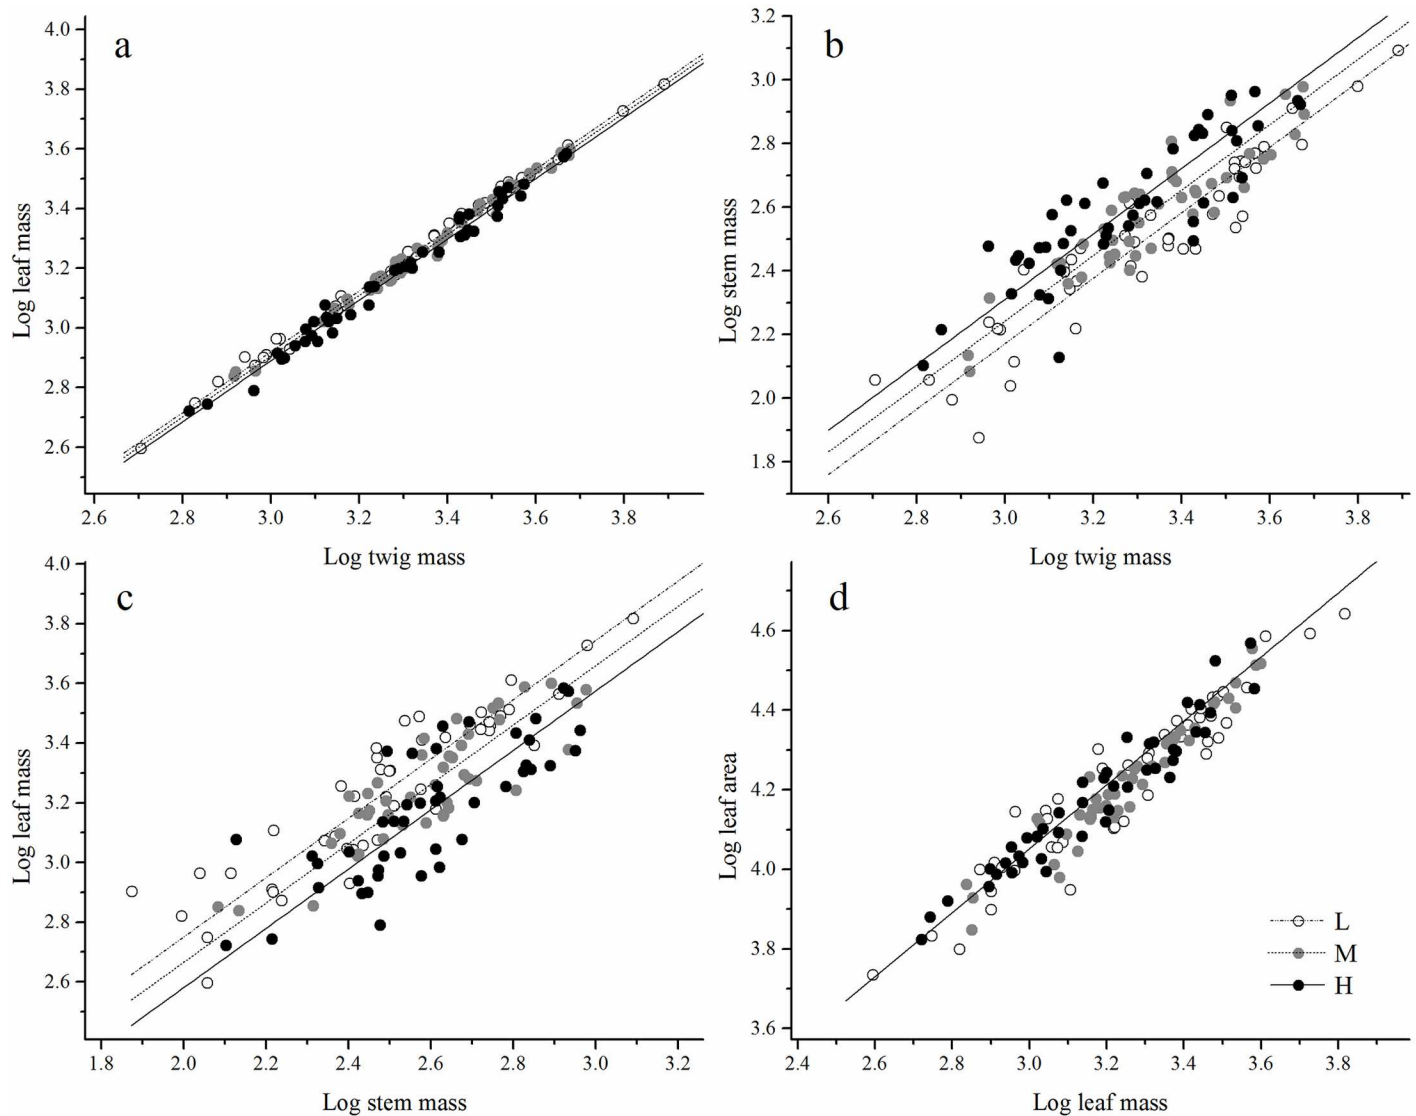 a
4.0
3.8
3.6
3.4
3.2
3.0
2.8
2.6
Log leaf mass
2.6 2.8 3.0 3.2 3.4 3.6 3.8
Log twig mass
b
3.2
3.0
2.8
2.6
2.4
2.2
2.0
1.8
Log stem mass
2.6 2.8 3.0 3.2 3.4 3.6 3.8
Log twig mass
c
4.0
3.8
3.6
3.4
3.2
3.0
2.8
2.6
Log leaf mass
1.8 2.0 2.2 2.4 2.6 2.8 3.0 3.2
Log stem mass
d
4.6
4.4
4.2
4.0
3.8
3.6
Log leaf area
L
M
H
2.4 2.6 2.8 3.0 3.2 3.4 3.6 3.8
Log leaf mass